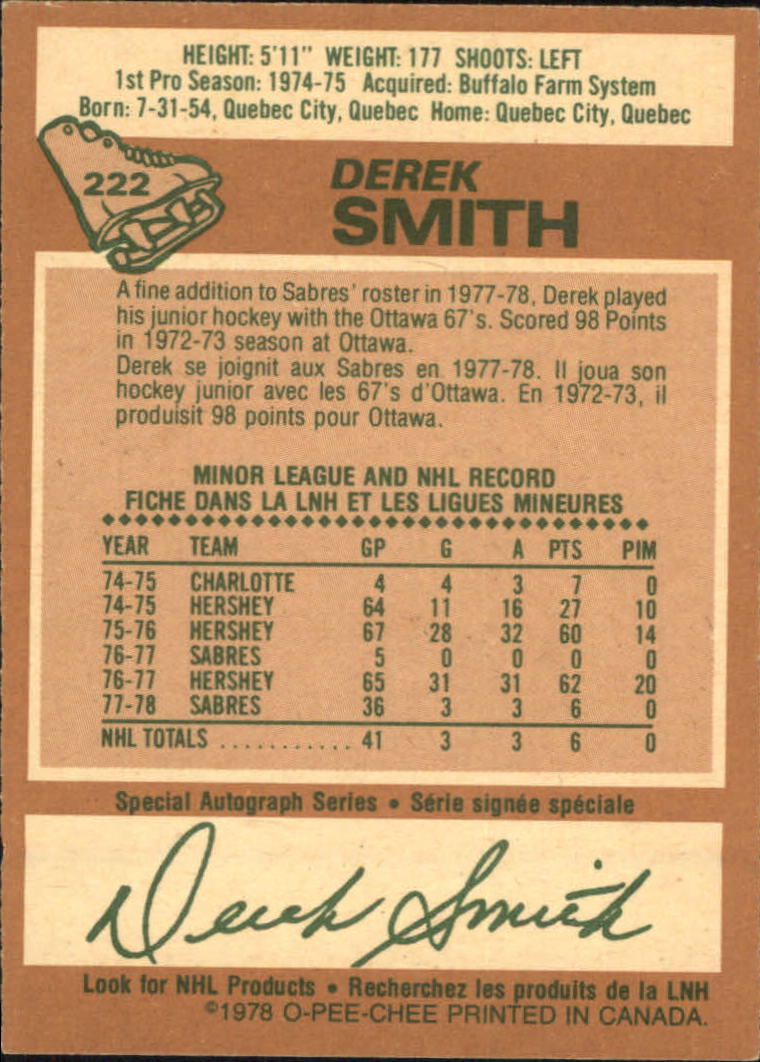 HEIGHT: 5'11" WEIGHT: 177 SHOOTS: LEFT
1st Pro Season: 1974-75 Acquired: Buffalo Farm System
Born: 7-31-54, Quebec City, Quebec Home: Quebec City, Quebec
222
DEREK
SMITH
A fine addition to Sabres' roster in 1977-78, Derek played
his junior hockey with the Ottawa 67's. Scored 98 Points
in 1972-73 season at Ottawa.
Derek se joignit aux Sabres en 1977-78. Il joua son
hockey junior avec les 67's d'Ottawa. En 1972-73, il
produisit 98 points pour Ottawa.
MINOR LEAGUE AND NHL RECORD
FICHE DANS LA LNH ET LES LIGUES MINEURES
YEAR TEAM GP G A PTS PIM
74-75 CHARLOTTE 4 4 3 7 0
74-75 HERSHEY 64 11 16 27 10
75-76 HERSHEY 67 28 32 60 14
76-77 SABRES 5 0 0 0 0
76-77 HERSHEY 65 31 31 62 20
77-78 SABRES 36 3 3 6 0
NHL TOTALS ........... 41 3 3 6 0
Special Autograph Series • Série signée spéciale
Derek Smith
Look for NHL Products • Recherchez les produits de la LNH
©1978 O-PEE-CHEE PRINTED IN CANADA.